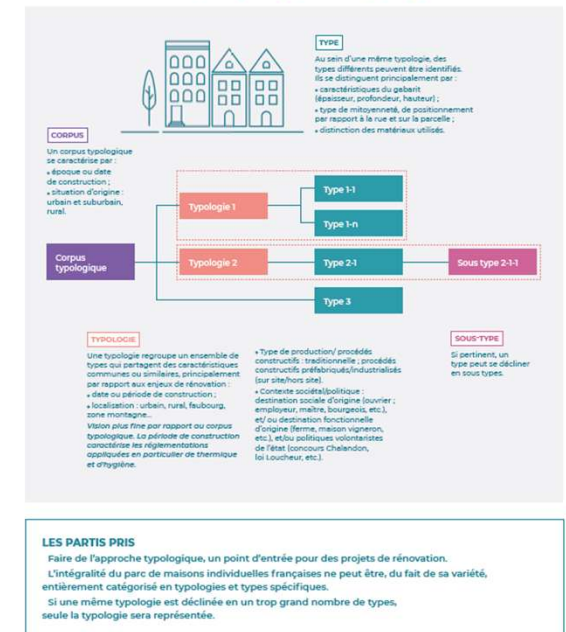 TYPE
Au sein d'une même typologie, des
types différents peuvent être identifiés.
Ils se distinguent principalement par :
• caractéristiques du gabarit
(épaisseur, profondeur, hauteur) ;
• type de mitoyenneté, de positionnement
par rapport à la rue et sur la parcelle ;
• distinction des matériaux utilisés.
CORPUS
Un corpus typologique
se caractérise par :
• époque ou date
de construction ;
• situation d'origine :
urbain et suburbain,
rural.
Corpus
typologique
Typologie 1
Type 1-1
Type 1-n
Typologie 2
Type 2-1
Sous type 2-1-1
Type 3
TYPOLOGIE
Une typologie regroupe un ensemble de
types qui partagent des caractéristiques
communes ou similaires, principalement
par rapport aux enjeux de rénovation :
• date ou période de construction ;
• localisation : urbain, rural, faubourg,
zone montagne...
Vision plus fine par rapport au corpus
typologique. La période de construction
caractérise les réglementations
appliquées en particulier de thermique
et d'hygiène.
• Type de production/ procédés
constructifs : traditionnelle ; procédés
constructifs préfabriqués/industrialisés
(sur site/hors site).
• Contexte sociétal/politique :
destination sociale d'origine (ouvrier ;
employeur, maître, bourgeois, etc.),
et/ ou destination fonctionnelle
d'origine (ferme, maison vigneron,
etc.), et/ou politiques volontaristes
de l'état (concours Chalandon,
loi Loucheur, etc.).
SOUS-TYPE
Si pertinent, un
type peut se décliner
en sous types.
LES PARTIS PRIS
Faire de l'approche typologique, un point d'entrée pour des projets de rénovation.
L'intégralité du parc de maisons individuelles françaises ne peut être, du fait de sa variété,
entièrement catégorisé en typologies et types spécifiques.
Si une même typologie est déclinée en un trop grand nombre de types,
seule la typologie sera représentée.